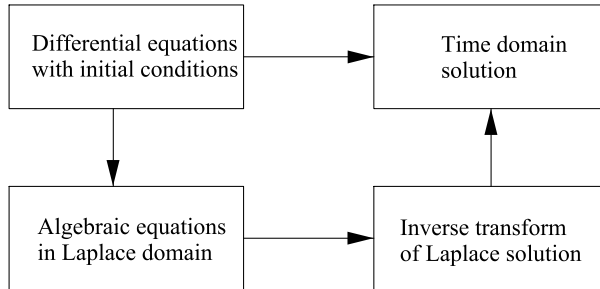 Differential equations
with initial conditions
Time domain
solution
Algebraic equations
in Laplace domain
Inverse transform
of Laplace solution